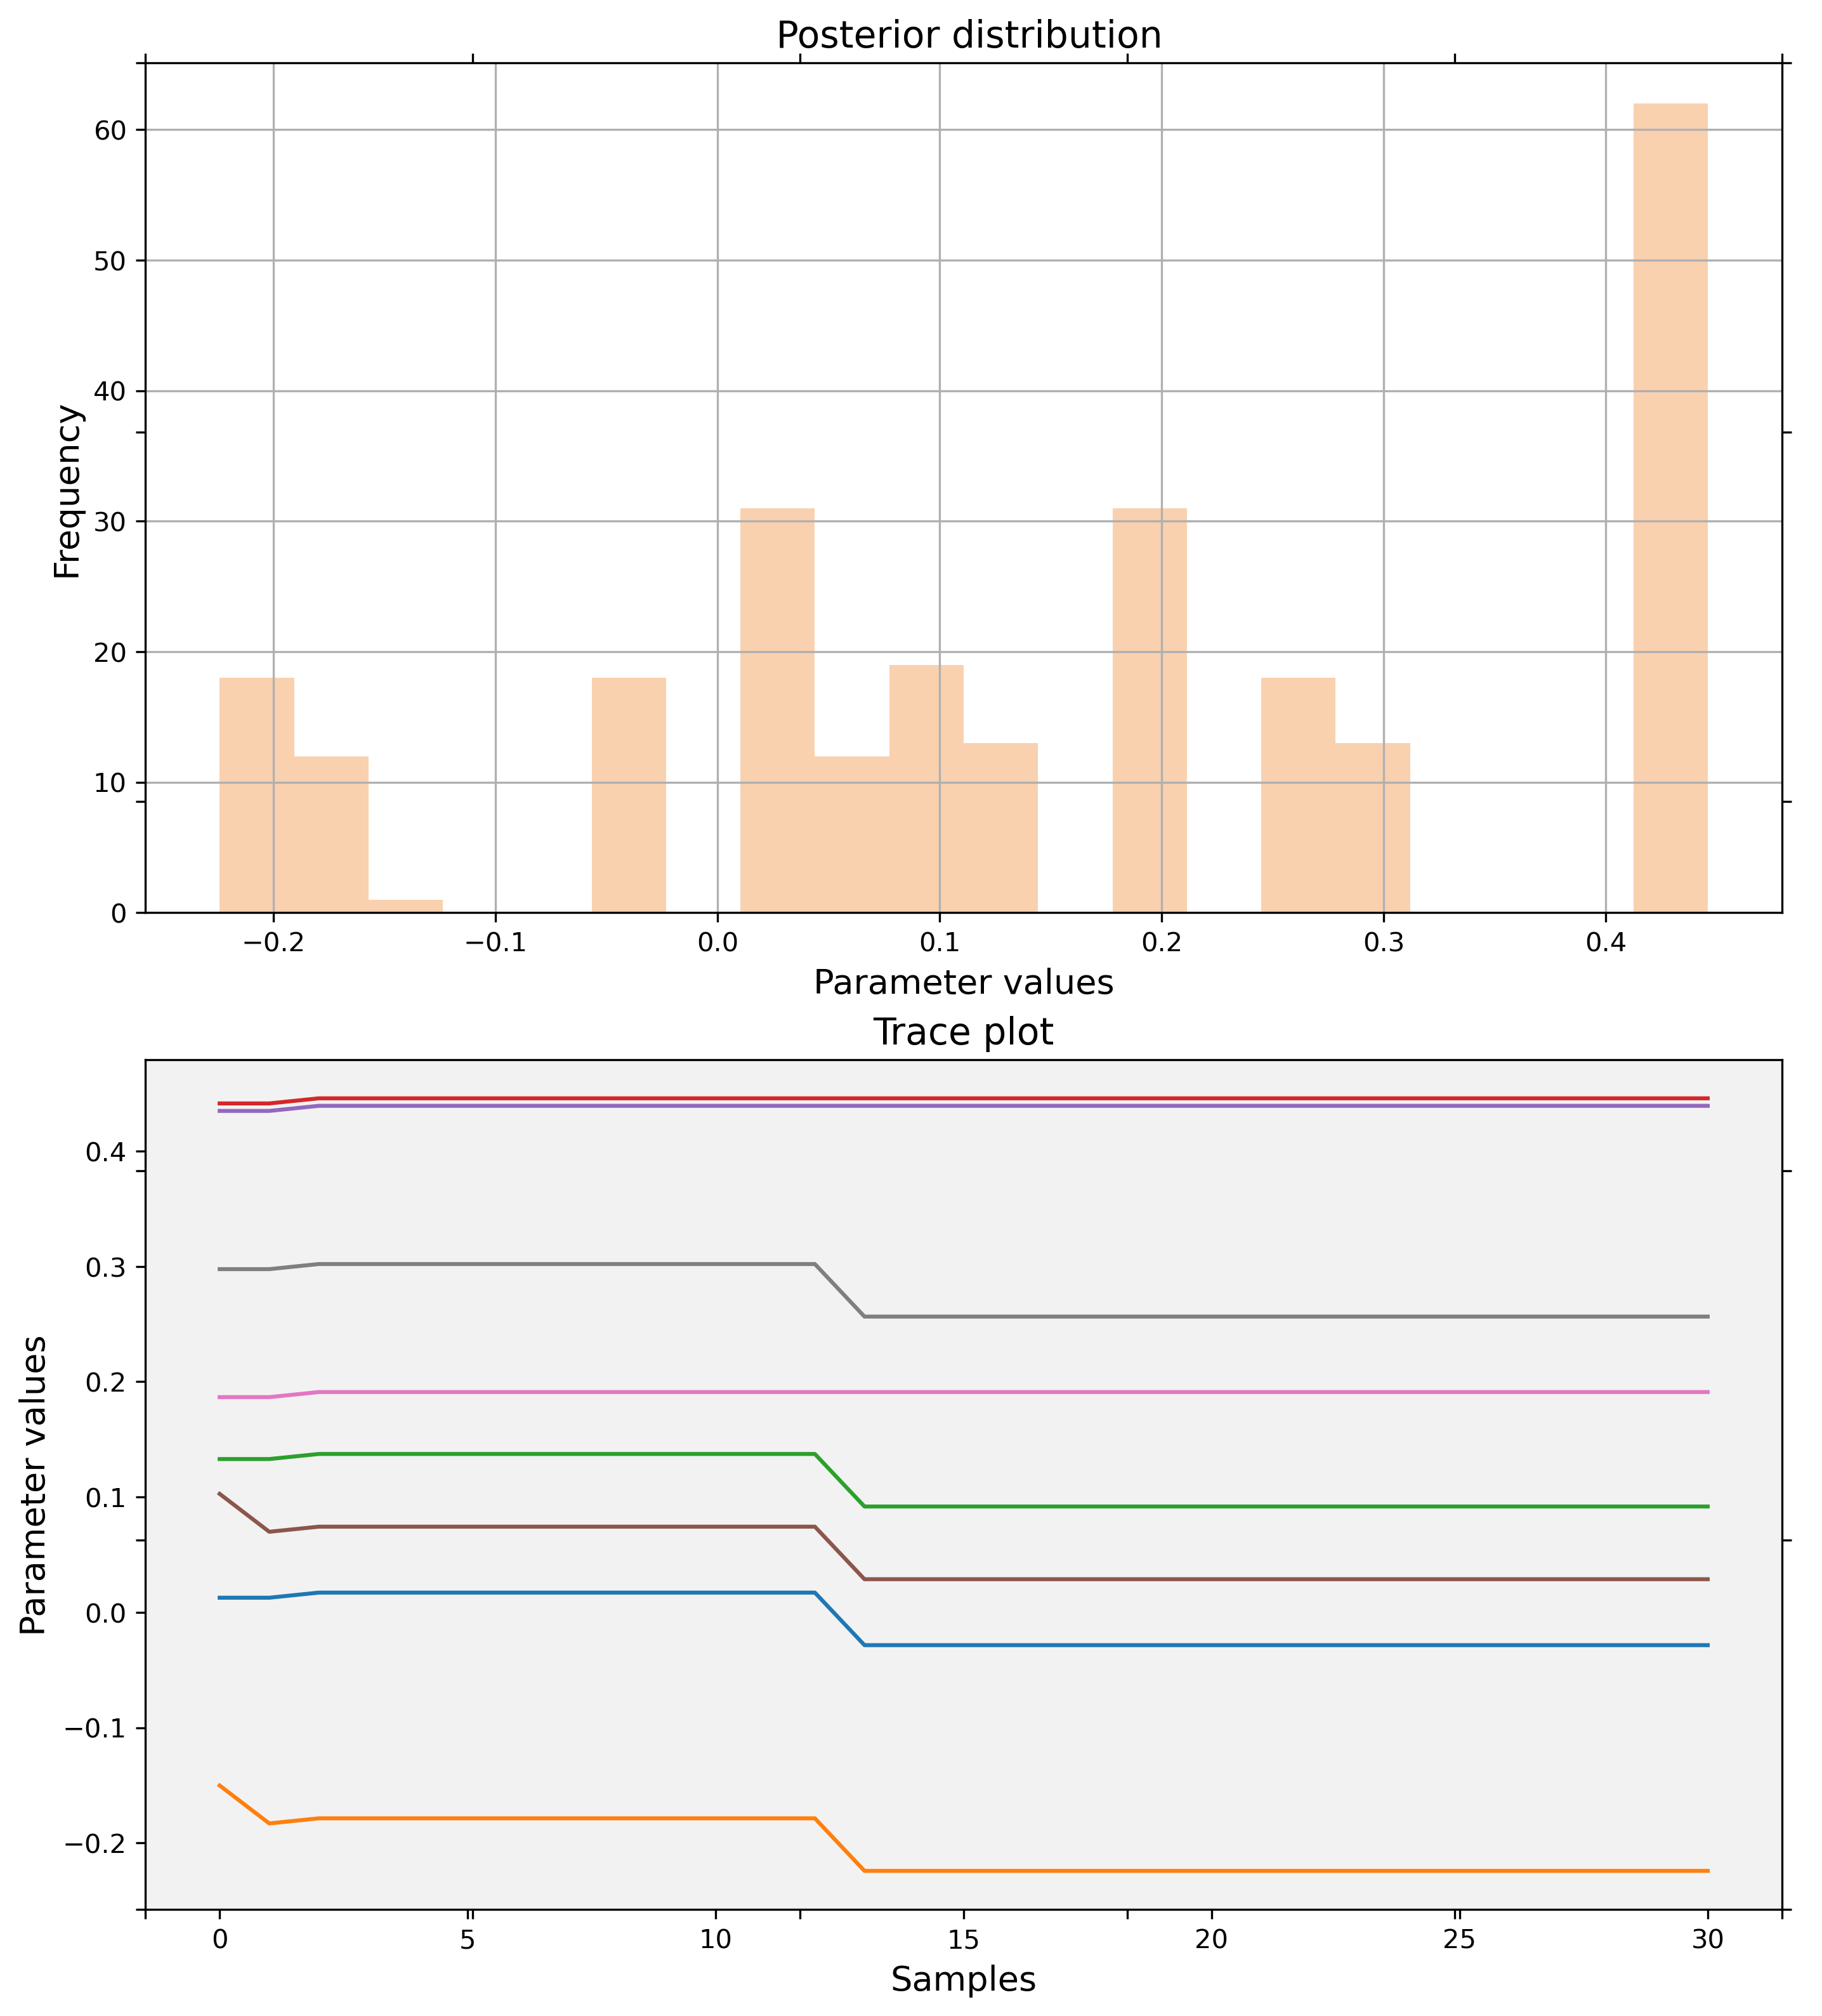 Posterior distribution
60
50
40
30
20
10
0
Frequency
−0.2 −0.1 0.0 0.1 0.2 0.3 0.4
Parameter values
Trace plot
0.4
0.3
0.2
0.1
0.0
−0.1
−0.2
Parameter values
0 5 10 15 20 25 30
Samples